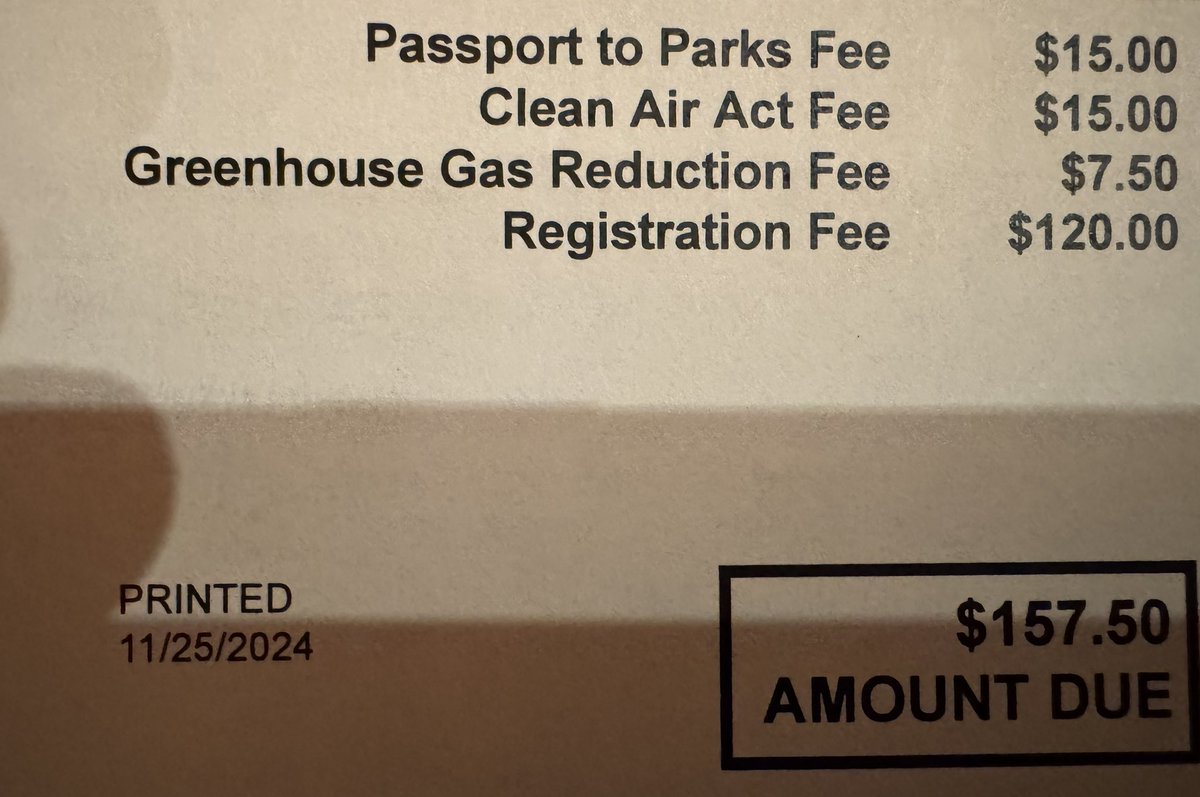 Passport to Parks Fee $15.00
Clean Air Act Fee $15.00
Greenhouse Gas Reduction Fee $7.50
Registration Fee $120.00
PRINTED
11/25/2024
$157.50
AMOUNT DUE